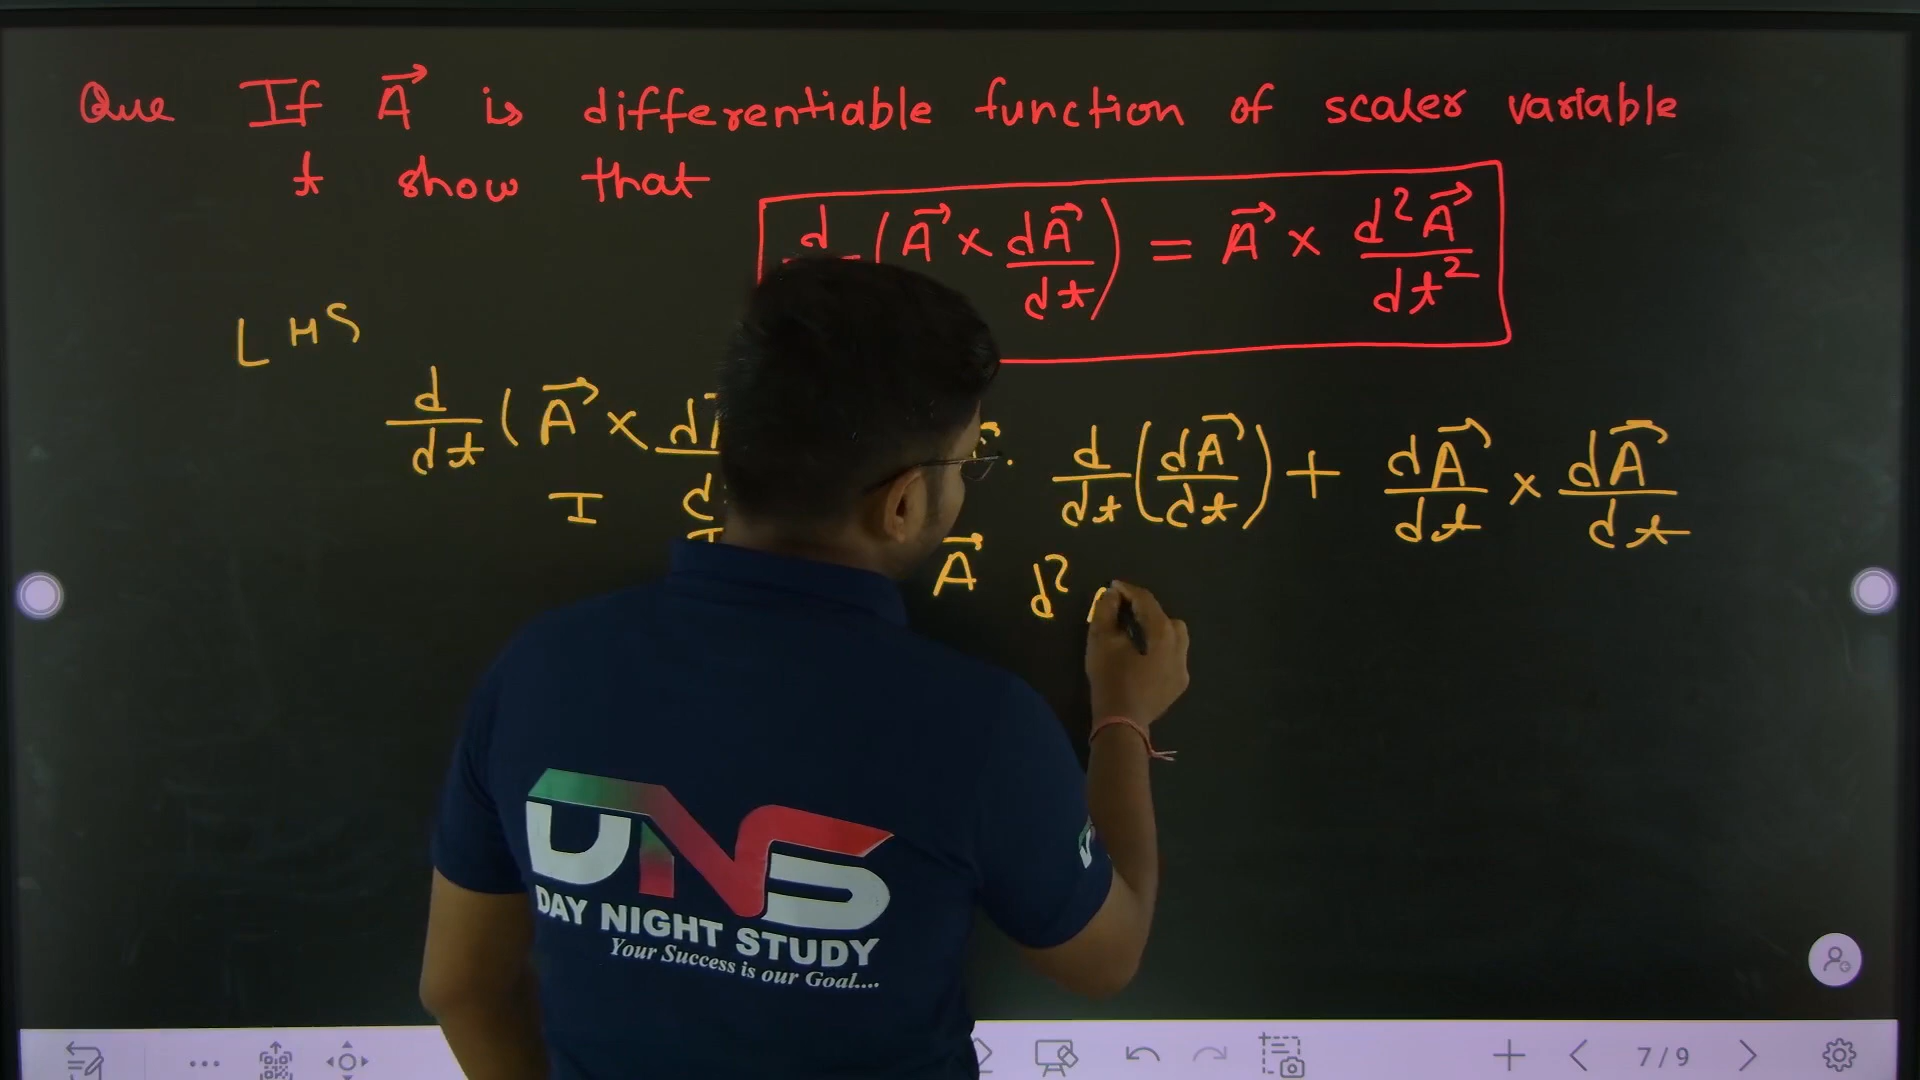 Que If A⃗ is differentiable function of scaler variable
t show that
d (A⃗ × dA⃗/dt) = A⃗ × d²A⃗/dt²
LHS
d/dt (A⃗ × d d/dt (dA⃗/dt) + dA⃗/dt × dA⃗/dt
I
A⃗ d²
UNS
DAY NIGHT STUDY
Your Success is our Goal....
7/9